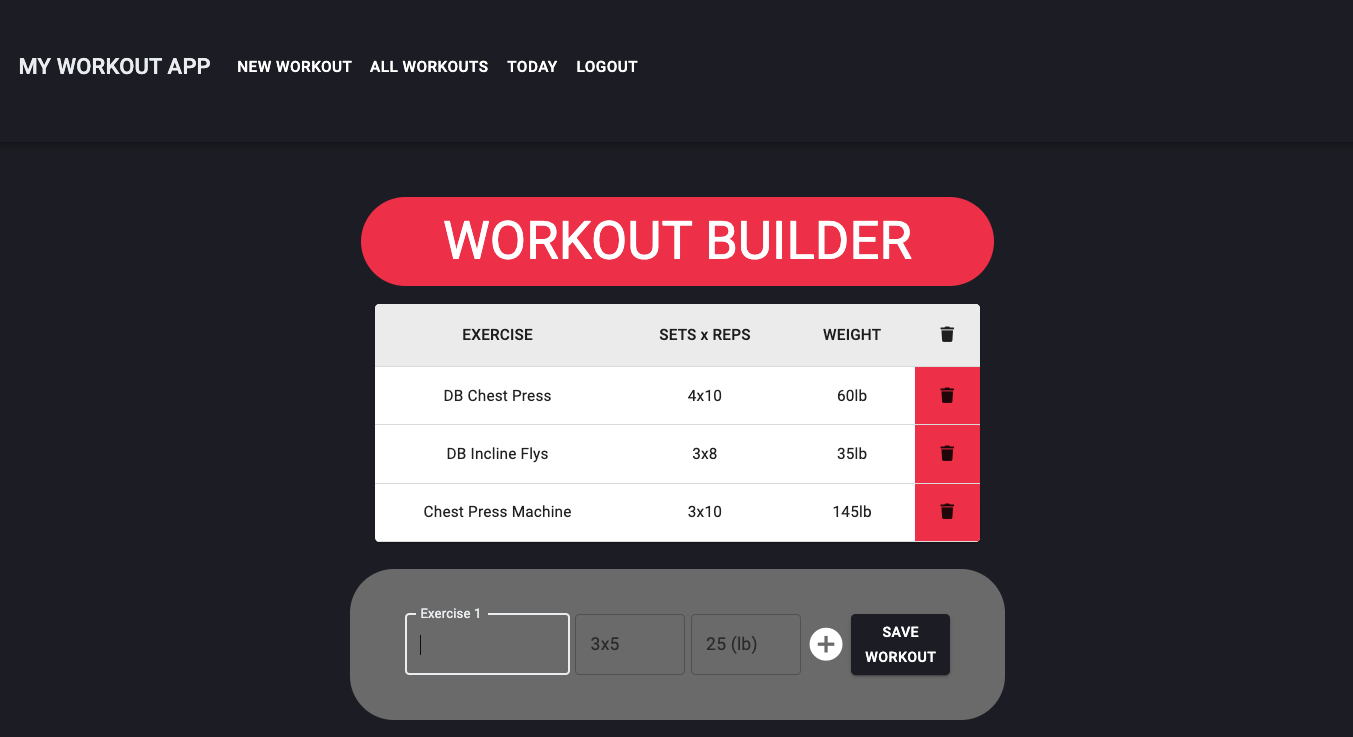 MY WORKOUT APP NEW WORKOUT ALL WORKOUTS TODAY LOGOUT
WORKOUT BUILDER
EXERCISE SETS x REPS WEIGHT
DB Chest Press 4x10 60lb
DB Incline Flys 3x8 35lb
Chest Press Machine 3x10 145lb
Exercise 1
3x5 25 (lb)
SAVE
WORKOUT